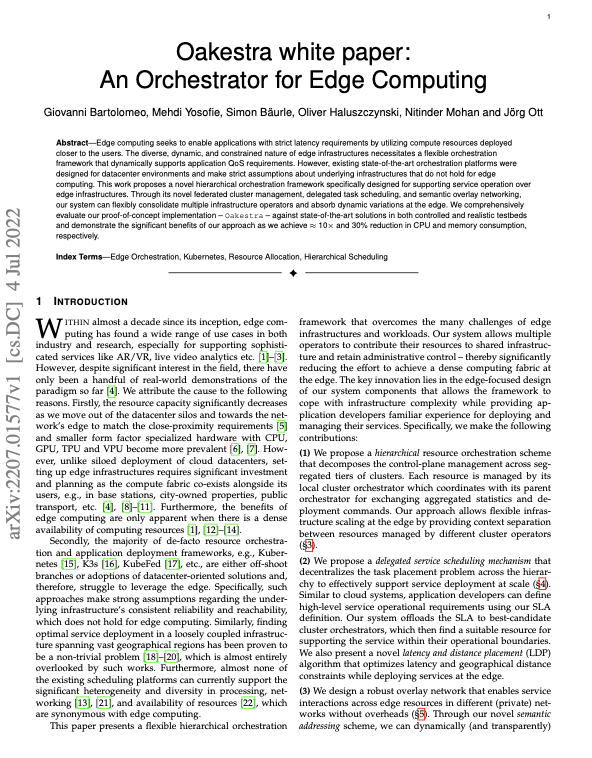 1
Oakestra white paper:
An Orchestrator for Edge Computing
Giovanni Bartolomeo, Mehdi Yosofie, Simon Bäurle, Oliver Haluszczynski, Nitinder Mohan and Jörg Ott
Abstract—Edge computing seeks to enable applications with strict latency requirements by utilizing compute resources deployed
closer to the users. The diverse, dynamic, and constrained nature of edge infrastructures necessitates a flexible orchestration
framework that dynamically supports application QoS requirements. However, existing state-of-the-art orchestration platforms were
designed for datacenter environments and make strict assumptions about underlying infrastructures that do not hold for edge
computing. This work proposes a novel hierarchical orchestration framework specifically designed for supporting service operation over
edge infrastructures. Through its novel federated cluster management, delegated task scheduling, and semantic overlay networking,
our system can flexibly consolidate multiple infrastructure operators and absorb dynamic variations at the edge. We comprehensively
evaluate our proof-of-concept implementation – Oakestra – against state-of-the-art solutions in both controlled and realistic testbeds
and demonstrate the significant benefits of our approach as we achieve ≈ 10× and 30% reduction in CPU and memory consumption,
respectively.
Index Terms—Edge Orchestration, Kubernetes, Resource Allocation, Hierarchical Scheduling
1 INTRODUCTION
WITHIN almost a decade since its inception, edge com-
puting has found a wide range of use cases in both
industry and research, especially for supporting sophisti-
cated services like AR/VR, live video analytics etc. [1]–[3].
However, despite significant interest in the field, there have
only been a handful of real-world demonstrations of the
paradigm so far [4]. We attribute the cause to the following
reasons. Firstly, the resource capacity significantly decreases
as we move out of the datacenter silos and towards the net-
work's edge to match the close-proximity requirements [5]
and smaller form factor specialized hardware with CPU,
GPU, TPU and VPU become more prevalent [6], [7]. How-
ever, unlike siloed deployment of cloud datacenters, set-
ting up edge infrastructures requires significant investment
and planning as the compute fabric co-exists alongside its
users, e.g., in base stations, city-owned properties, public
transport, etc. [4], [8]–[11]. Furthermore, the benefits of
edge computing are only apparent when there is a dense
availability of computing resources [1], [12]–[14].
Secondly, the majority of de-facto resource orchestra-
tion and application deployment frameworks, e.g., Kuber-
netes [15], K3s [16], KubeFed [17], etc., are either off-shoot
branches or adoptions of datacenter-oriented solutions and,
therefore, struggle to leverage the edge. Specifically, such
approaches make strong assumptions regarding the under-
lying infrastructure's consistent reliability and reachability,
which does not hold for edge computing. Similarly, finding
optimal service deployment in a loosely coupled infrastruc-
ture spanning vast geographical regions has been proven to
be a non-trivial problem [18]–[20], which is almost entirely
overlooked by such works. Furthermore, almost none of
the existing scheduling platforms can currently support the
significant heterogeneity and diversity in processing, net-
working [13], [21], and availability of resources [22], which
are synonymous with edge computing.
This paper presents a flexible hierarchical orchestration
framework that overcomes the many challenges of edge
infrastructures and workloads. Our system allows multiple
operators to contribute their resources to shared infrastruc-
ture and retain administrative control – thereby significantly
reducing the effort to achieve a dense computing fabric at
the edge. The key innovation lies in the edge-focused design
of our system components that allows the framework to
cope with infrastructure complexity while providing ap-
plication developers familiar experience for deploying and
managing their services. Specifically, we make the following
contributions:
(1) We propose a hierarchical resource orchestration scheme
that decomposes the control-plane management across seg-
regated tiers of clusters. Each resource is managed by its
local cluster orchestrator which coordinates with its parent
orchestrator for exchanging aggregated statistics and de-
ployment commands. Our approach allows flexible infras-
tructure scaling at the edge by providing context separation
between resources managed by different cluster operators
(§3).
(2) We propose a delegated service scheduling mechanism that
decentralizes the task placement problem across the hierar-
chy to effectively support service deployment at scale (§4).
Similar to cloud systems, application developers can define
high-level service operational requirements using our SLA
definition. Our system offloads the SLA to best-candidate
cluster orchestrators, which then find a suitable resource for
supporting the service within their operational boundaries.
We also present a novel latency and distance placement (LDP)
algorithm that optimizes latency and geographical distance
constraints while deploying services at the edge.
(3) We design a robust overlay network that enables service
interactions across edge resources in different (private) net-
works without overheads (§5). Through our novel semantic
addressing scheme, we can dynamically (and transparently)
arXiv:2207.01577v1 [cs.DC] 4 Jul 2022